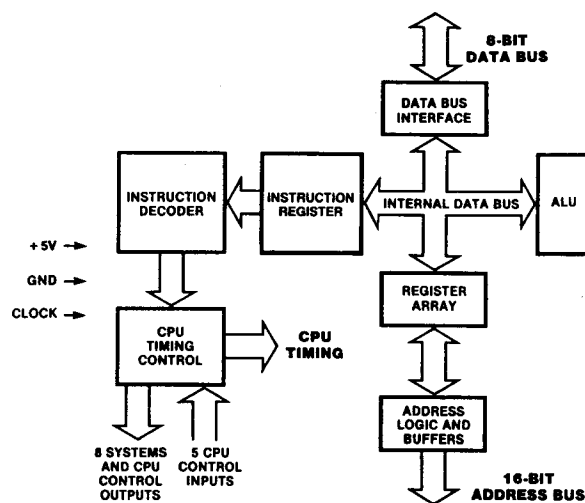 8-BIT
DATA BUS
DATA BUS
INTERFACE
INSTRUCTION
DECODER
INSTRUCTION
REGISTER
INTERNAL DATA BUS
ALU
+5V
GND
CLOCK
REGISTER
ARRAY
CPU
TIMING
CONTROL
CPU
TIMING
ADDRESS
LOGIC AND
BUFFERS
8 SYSTEMS
AND CPU
CONTROL
OUTPUTS
5 CPU
CONTROL
INPUTS
16-BIT
ADDRESS BUS